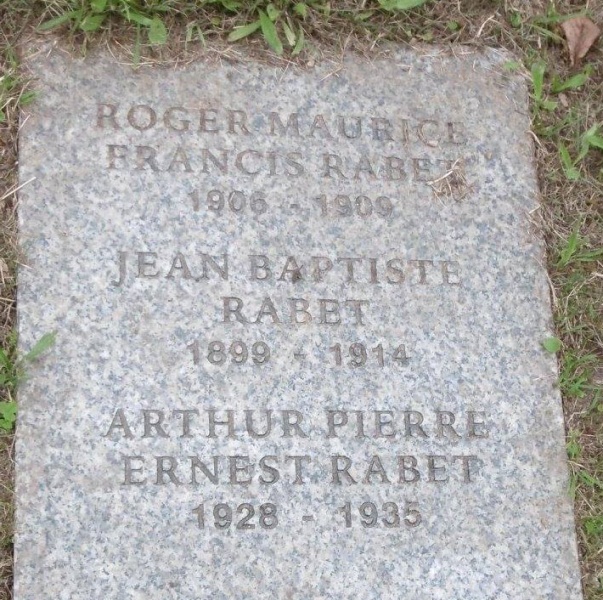 ROGER MAURICE
FRANCIS RABET
1906 - 1909
JEAN BAPTISTE
RABET
1899 - 1914
ARTHUR PIERRE
ERNEST RABET
1928 - 1935